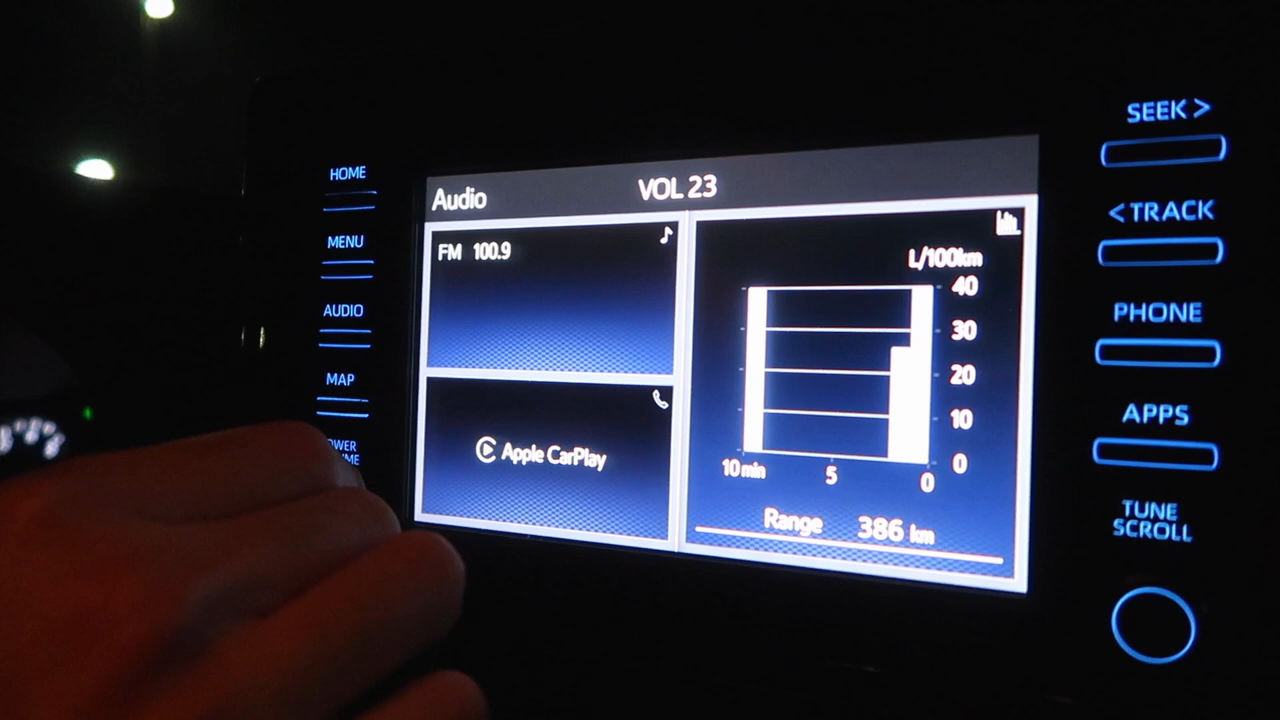 HOME
MENU
AUDIO
MAP
Audio
VOL 23
FM 100.9
Apple CarPlay
L/100km
40
30
20
10
0
10 min
5
0
Range 386 km
SEEK >
< TRACK
PHONE
APPS
TUNE
SCROLL